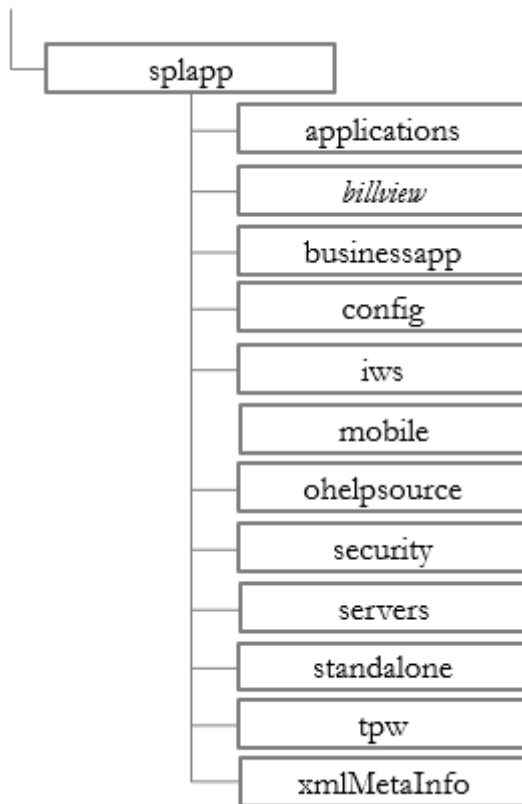 splapp
applications
billview
businessapp
config
iws
mobile
ohelpsource
security
servers
standalone
tpw
xmlMetaInfo